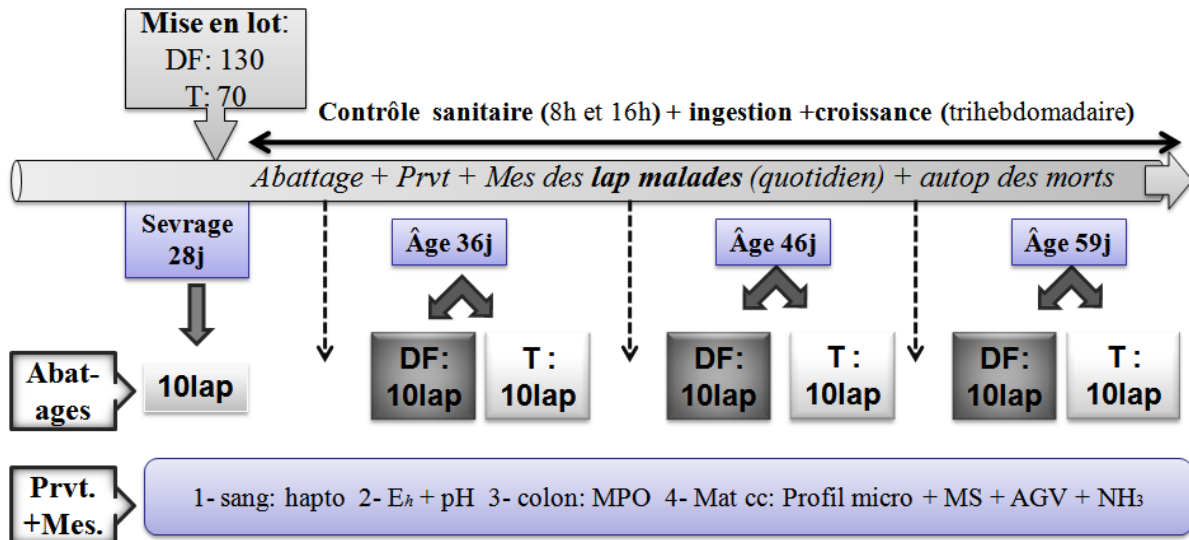 Mise en lot:
DF: 130
T: 70
Contrôle sanitaire (8h et 16h) + ingestion +croissance (trihebdomadaire)
Abattage + Prvt + Mes des lap malades (quotidien) + autop des morts
Sevrage
28j
Âge 36j
Âge 46j
Âge 59j
Abat-
ages
10lap
DF:
10lap
T :
10lap
DF:
10lap
T :
10lap
DF:
10lap
T :
10lap
Prvt.
+Mes.
1- sang: hapto 2- Eh + pH 3- colon: MPO 4- Mat cc: Profil micro + MS + AGV + NH3